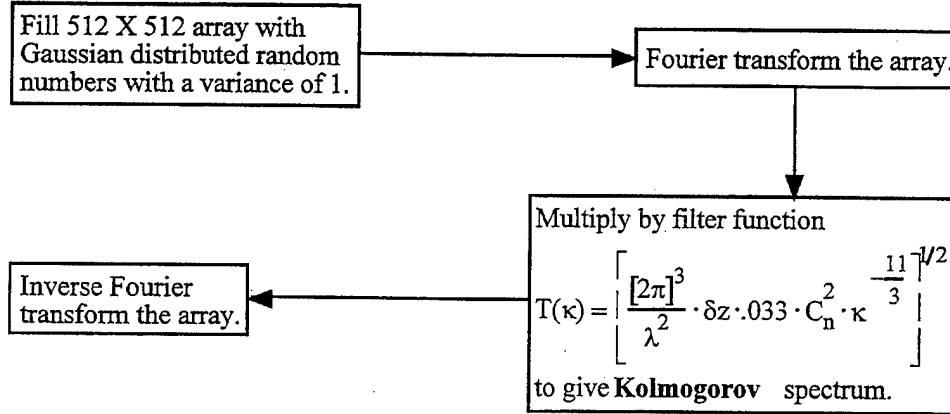 Fill 512 X 512 array with
Gaussian distributed random
numbers with a variance of 1.
Fourier transform the array.
Multiply by filter function
T(κ) = [ [2π]^3 / λ^2 · δz · .033 · C_n^2 · κ^(-11/3) ]^1/2
to give Kolmogorov spectrum.
Inverse Fourier
transform the array.